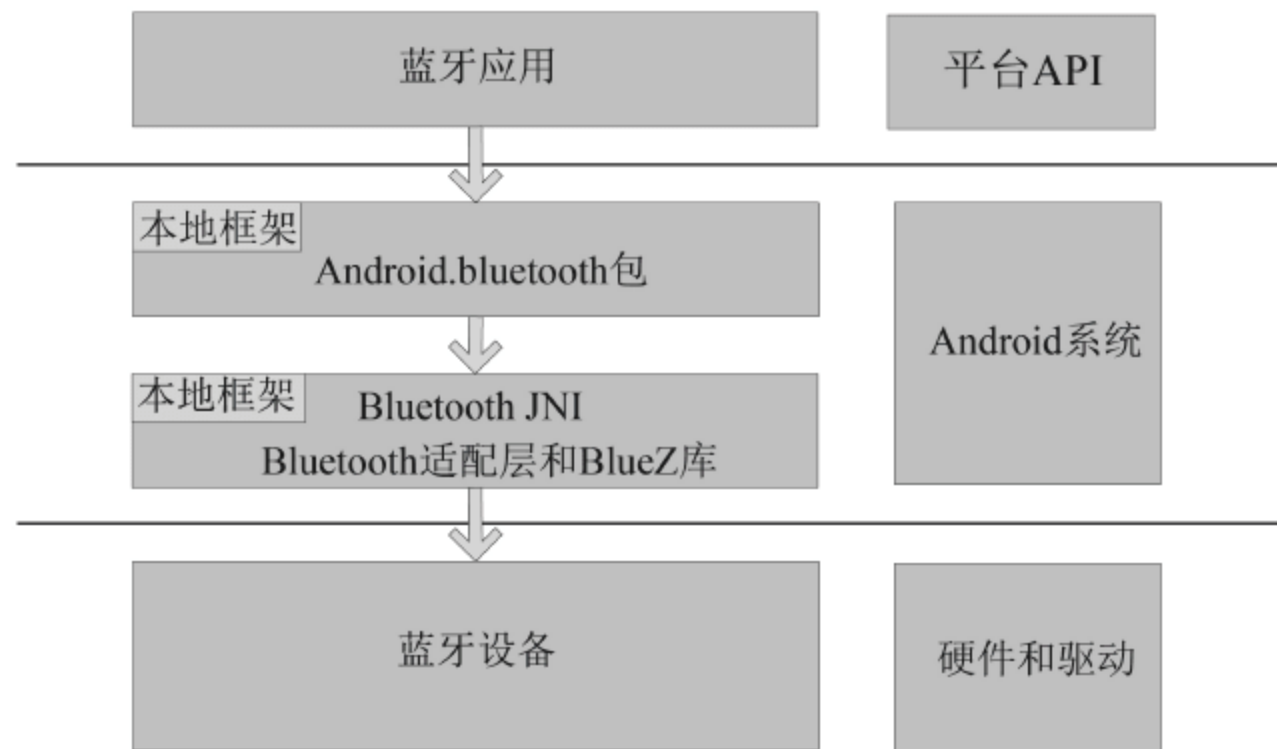 蓝牙应用
平台API
本地框架
Android.bluetooth包
Android系统
本地框架
Bluetooth JNI
Bluetooth适配层和BlueZ库
蓝牙设备
硬件和驱动